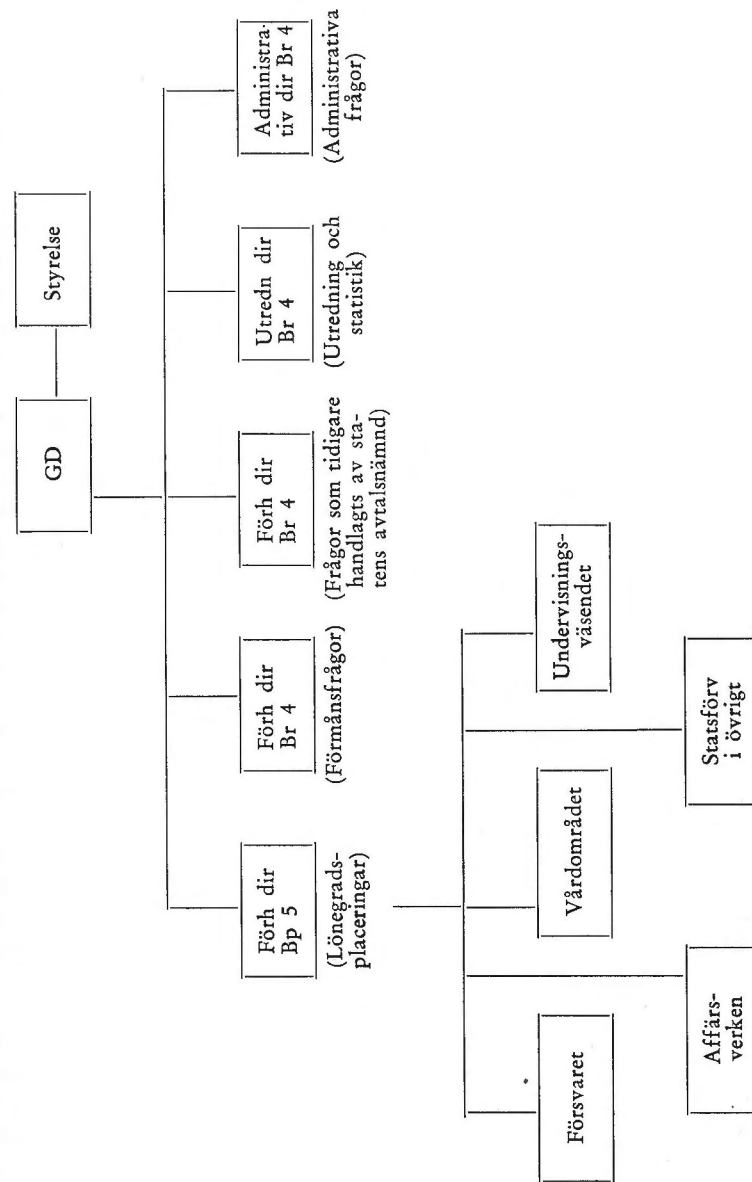 GD
Styrelse
Förh dir
Bp 5
(Lönegrads-
placeringar)
Förh dir
Br 4
(Förmånsfrågor)
Förh dir
Br 4
(Frågor som tidigare
handlagts av sta-
tens avtalsnämnd)
Utredn dir
Br 4
(Utredning och
statistik)
Administra-
tiv dir Br 4
(Administrativa
frågor)
Försvaret
Vårdområdet
Undervisnings-
väsendet
Affärs-
verken
Statsförv
i övrigt